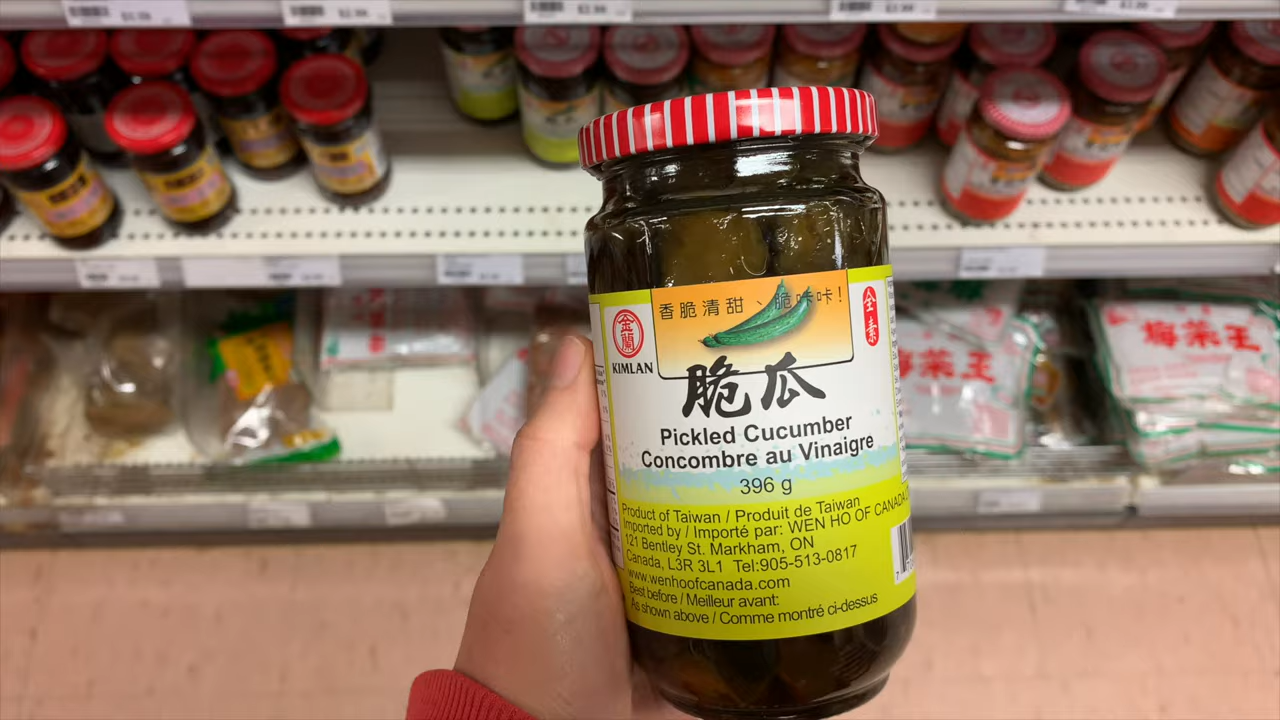 香脆清甜、脆咔咔!
金蘭
KIMLAN
全素
脆瓜
Pickled Cucumber
Concombre au Vinaigre
396 g
Product of Taiwan / Produit de Taiwan
Imported by / Importé par: WEN HO OF CANADA
121 Bentley St. Markham, ON
Canada, L3R 3L1 Tel:905-513-0817
www.wenhoofcanada.com
Best before / Meilleur avant:
As shown above / Comme montré ci-dessus
梅菜王
梅菜王